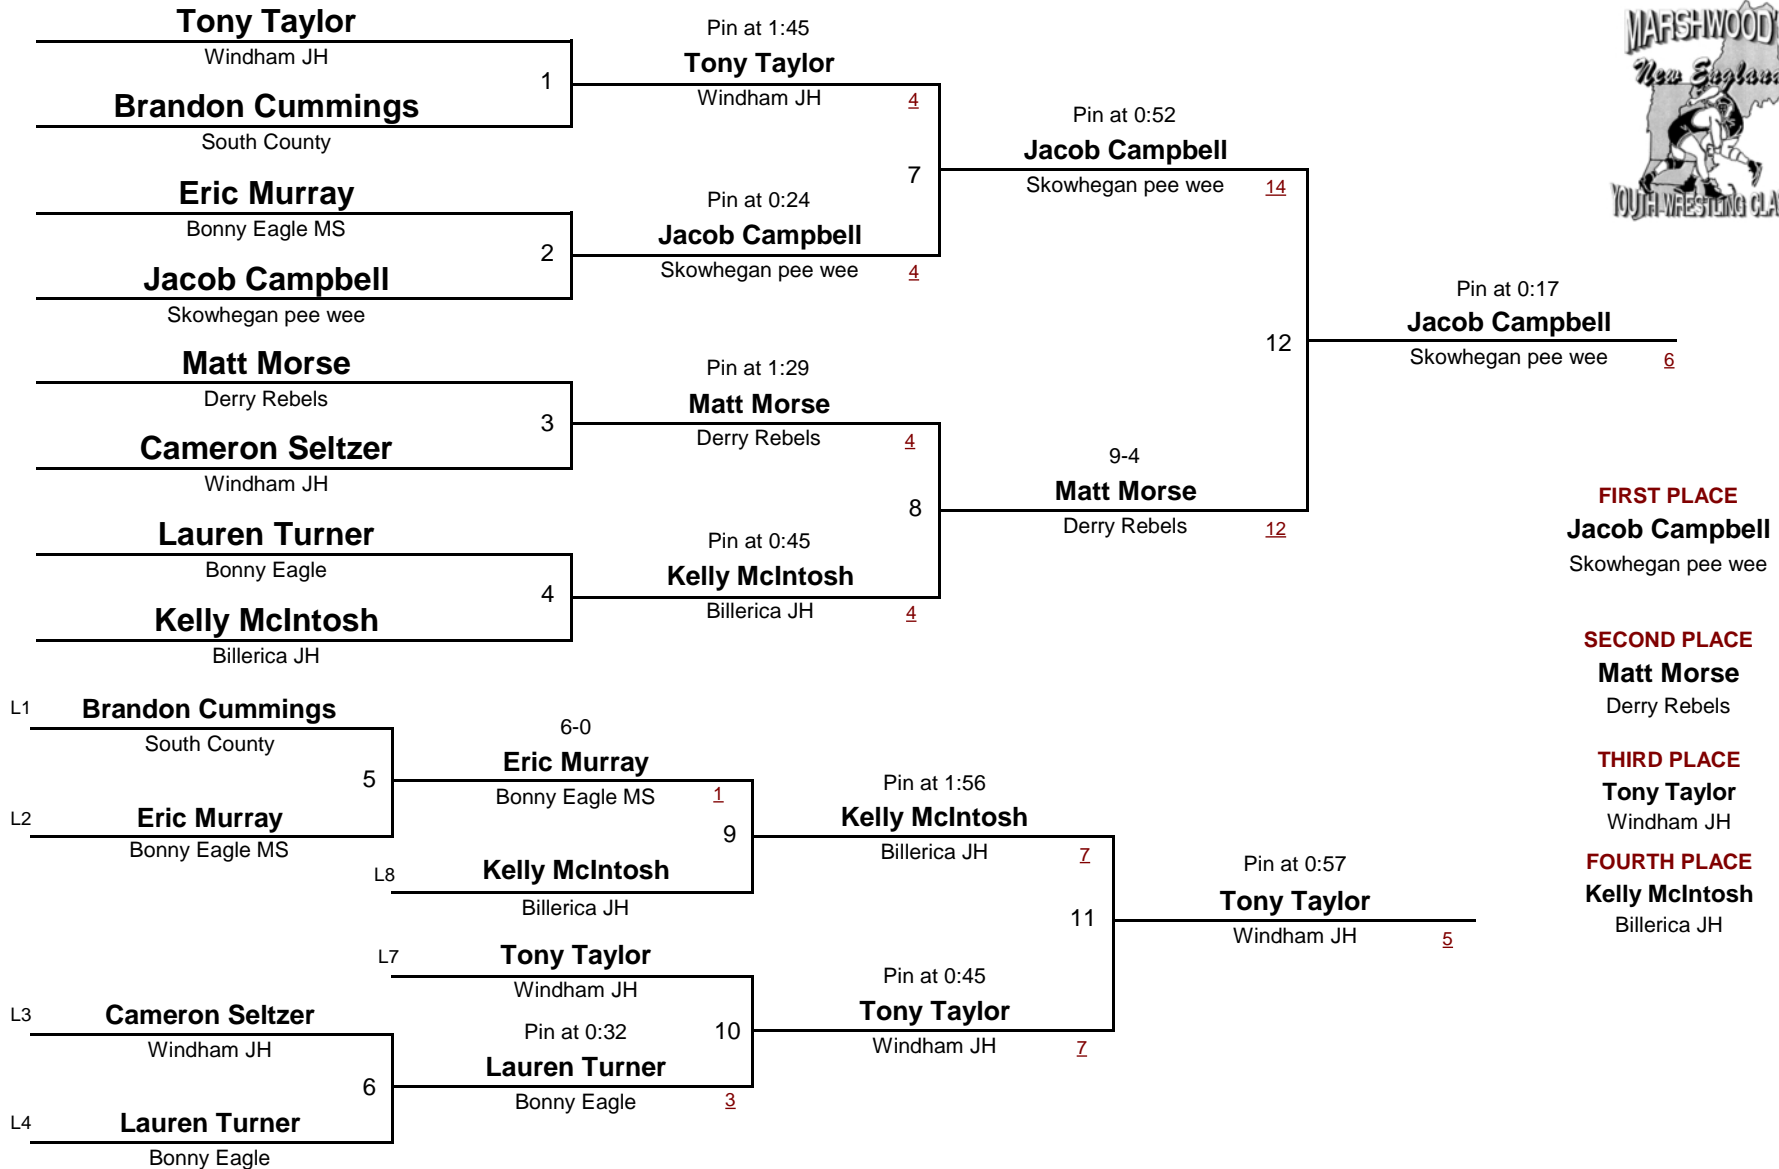 Tony Taylor
Windham JH
1
Brandon Cummings
South County
Eric Murray
Bonny Eagle MS
2
Jacob Campbell
Skowhegan pee wee
Matt Morse
Derry Rebels
3
Cameron Seltzer
Windham JH
Lauren Turner
Bonny Eagle
4
Kelly McIntosh
Billerica JH
Pin at 1:45
Tony Taylor
Windham JH 4
7
Pin at 0:24
Jacob Campbell
Skowhegan pee wee 4
Pin at 1:29
Matt Morse
Derry Rebels 4
8
Pin at 0:45
Kelly McIntosh
Billerica JH 4
Pin at 0:52
Jacob Campbell
Skowhegan pee wee 14
12
9-4
Matt Morse
Derry Rebels 12
Pin at 0:17
Jacob Campbell
Skowhegan pee wee 6
MARSHWOOD'
New England
YOUTH WRESTLING CLA
FIRST PLACE
Jacob Campbell
Skowhegan pee wee
SECOND PLACE
Matt Morse
Derry Rebels
THIRD PLACE
Tony Taylor
Windham JH
FOURTH PLACE
Kelly McIntosh
Billerica JH
L1 Brandon Cummings
South County
5
L2 Eric Murray
Bonny Eagle MS
L3 Cameron Seltzer
Windham JH
6
L4 Lauren Turner
Bonny Eagle
6-0
Eric Murray
Bonny Eagle MS 1
9
L8 Kelly McIntosh
Billerica JH
L7 Tony Taylor
Windham JH
10
Pin at 0:32
Lauren Turner
Bonny Eagle 3
Pin at 1:56
Kelly McIntosh
Billerica JH 7
11
Pin at 0:45
Tony Taylor
Windham JH 7
Pin at 0:57
Tony Taylor
Windham JH 5